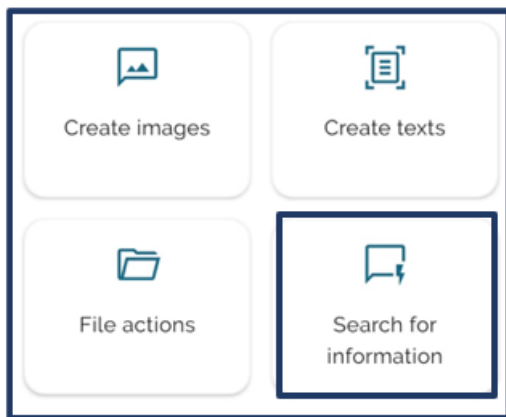 Create images
Create texts
File actions
Search for
information